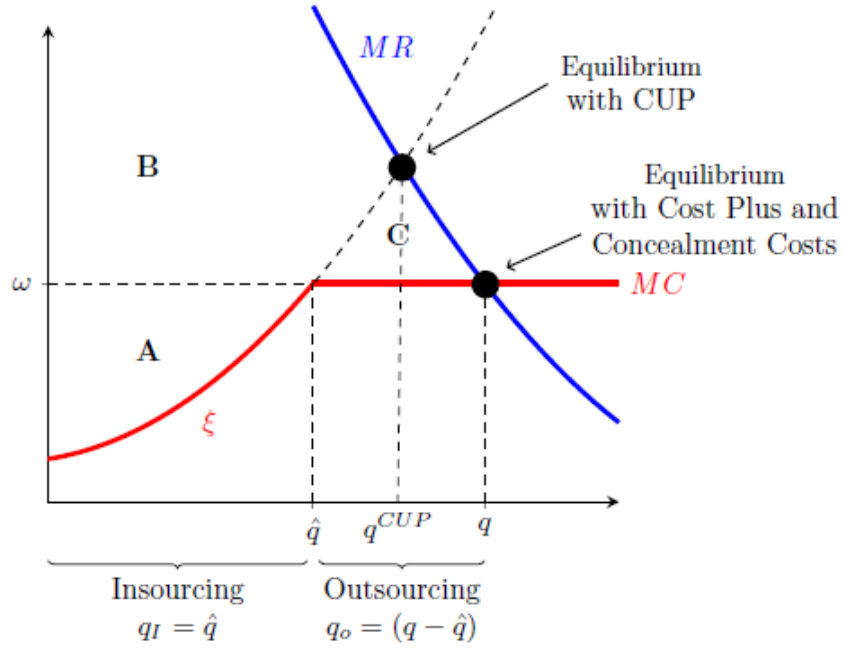 MR
Equilibrium
with CUP
B
Equilibrium
with Cost Plus and
Concealment Costs
C
ω
MC
A
ξ
q̂
q^{CUP}
q
Insourcing
q_I = q̂
Outsourcing
q_o = (q − q̂)